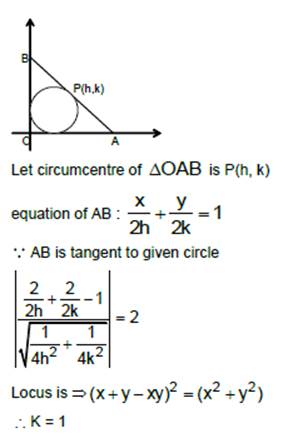 B
P(h,k)
O
A
Let circumcentre of ΔOAB is P(h, k)
equation of AB : x/2h + y/2k = 1
∵ AB is tangent to given circle
|(2/2h + 2/2k − 1)/√(1/4h² + 1/4k²)| = 2
Locus is ⇒ (x + y − xy)² = (x² + y²)
∴ K = 1